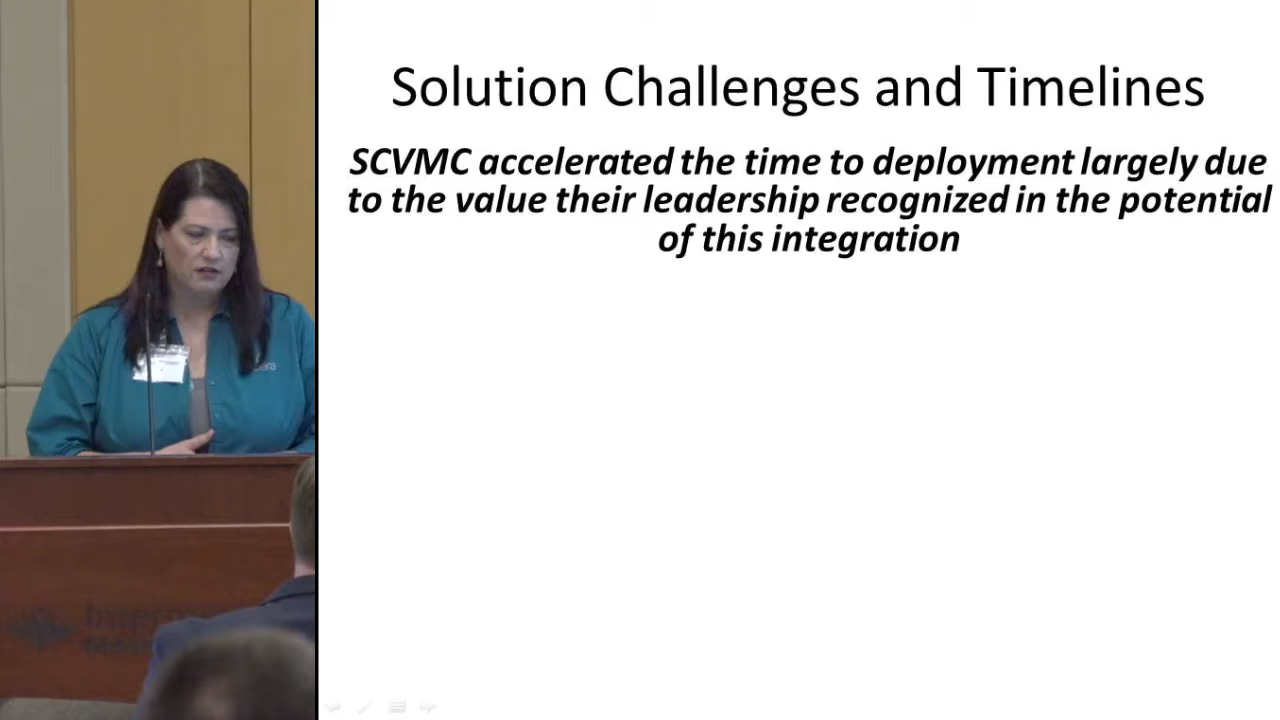 Solution Challenges and Timelines
SCVMC accelerated the time to deployment largely due
to the value their leadership recognized in the potential
of this integration